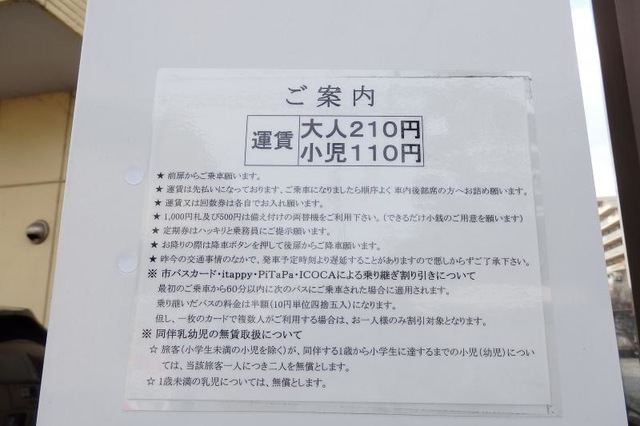 ご案内
運賃 大人210円
小児110円
★ 前扉からご乗車願います。
★ 運賃は先払いになっております、ご乗車になりましたら順序よく車内後部席の方へお詰め願います。
★ 運賃又は回数券は各自でお入れ願います。
★ 1,000円札及び500円は備え付けの両替機をご利用下さい。(できるだけ小銭のご用意を願います)
★ 定期券はハッキリと乗務員にご提示願います。
★ お降りの際は降車ボタンを押して後扉からご降車願います。
★ 昨今の交通事情のなかで、発車予定時刻より遅延することがありますので悪しからずご了承下さい。
※ 市バスカード・itappy・PiTaPa・ICOCAによる乗り継ぎ割り引きについて
最初のご乗車から60分以内に次のバスにご乗車された場合に適用されます。
乗り継いだバスの料金は半額(10円単位四捨五入)になります。
但し、一枚のカードで複数人がご利用する場合は、お一人様のみ割引対象となります。
※ 同伴乳幼児の無賃取扱について
☆ 旅客(小学生未満の小児を除く)が、同伴する1歳から小学生に達するまでの小児(幼児)につい
ては、当該旅客一人につき二人を無償とします。
☆ 1歳未満の乳児については、無償とします。